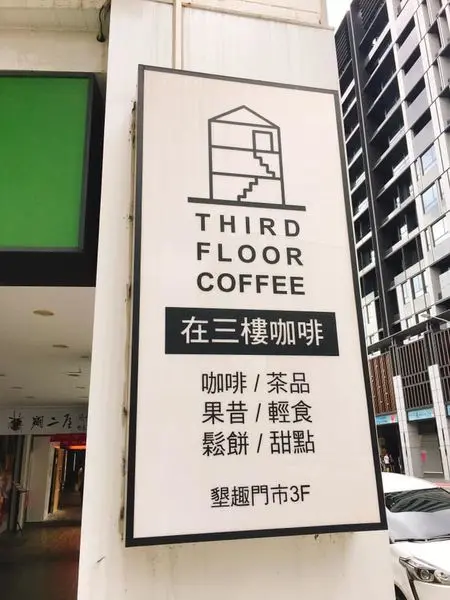 THIRD
FLOOR
COFFEE
在三樓咖啡
咖啡 / 茶品
果昔 / 輕食
鬆餅 / 甜點
墾趣門市3F